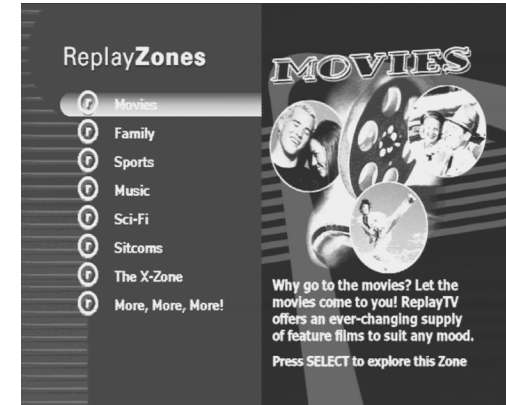 ReplayZones
Movies
Family
Sports
Music
Sci-Fi
Sitcoms
The X-Zone
More, More, More!
MOVIES
Why go to the movies? Let the
movies come to you! ReplayTV
offers an ever-changing supply
of feature films to suit any mood.
Press SELECT to explore this Zone